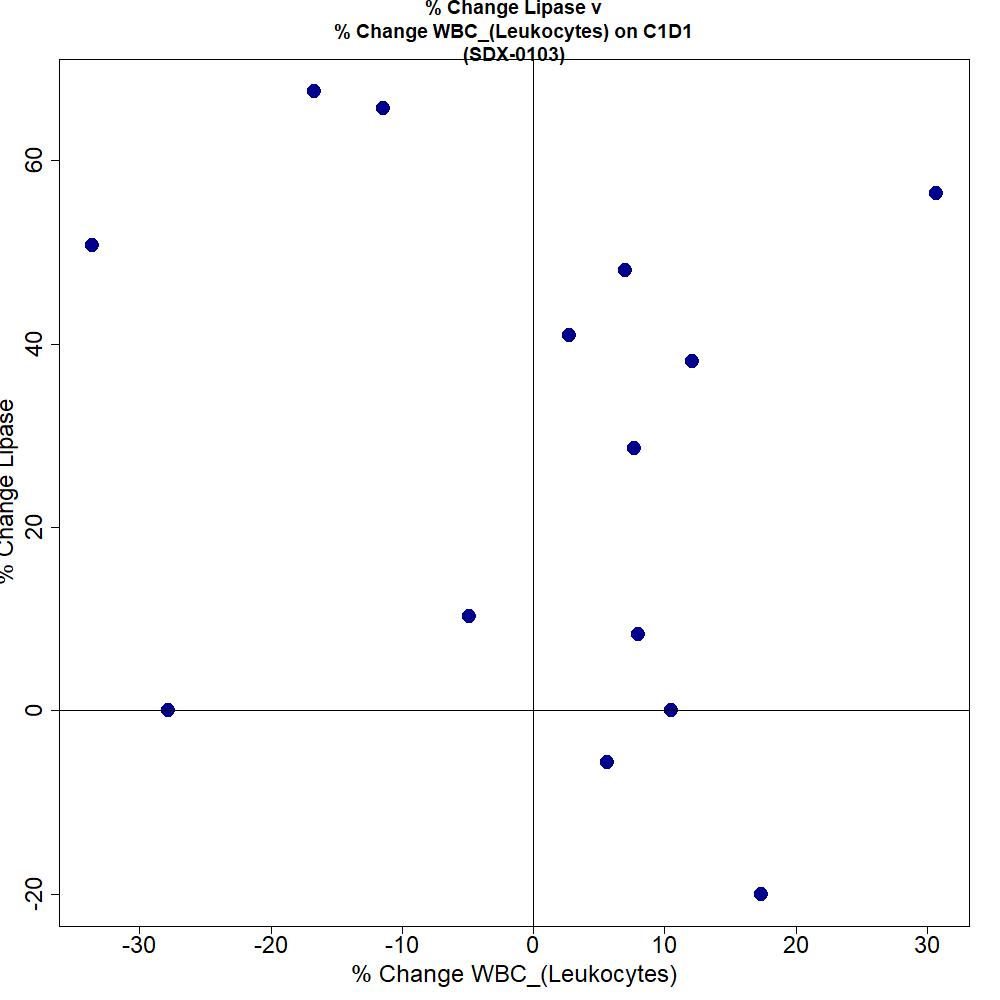 % Change Lipase v
% Change WBC_(Leukocytes) on C1D1
(SDX-0103)
60
40
20
0
-20
% Change Lipase
-30
-20
-10
0
10
20
30
% Change WBC_(Leukocytes)